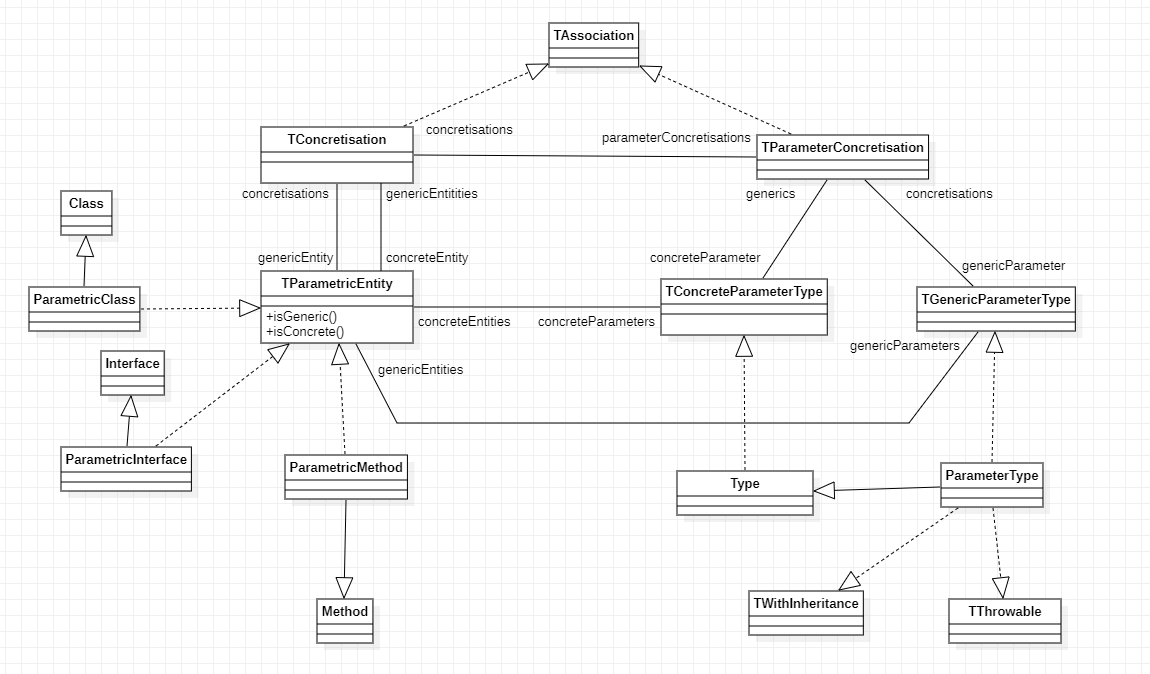 TAssociation
concretisations
TConcretisation
parameterConcretisations
TParameterConcretisation
concretisations
genericEntitities
generics
concretisations
Class
genericEntity
concreteEntity
concreteParameter
genericParameter
TParametricEntity
TConcreteParameterType
ParametricClass
TGenericParameterType
+isGeneric()
+isConcrete()
concreteEntities
concreteParameters
genericParameters
Interface
genericEntities
ParametricInterface
ParametricMethod
Type
ParameterType
Method
TWithInheritance
TThrowable